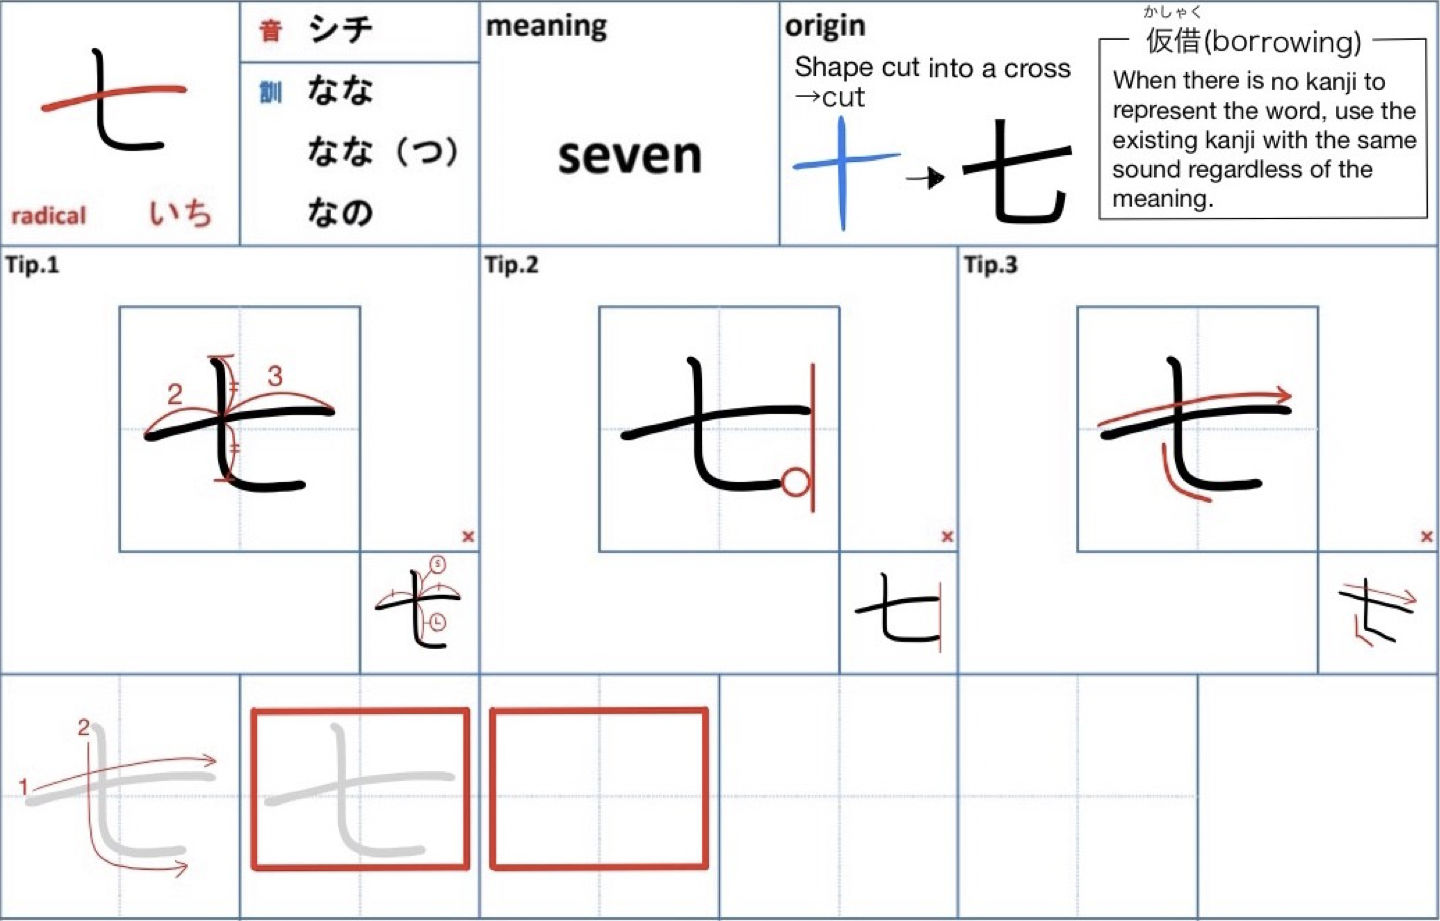 七
radical いち
音 シチ
訓 なな
なな（つ）
なの
meaning
seven
origin
Shape cut into a cross
→cut
十 → 七
かしゃく
仮借(borrowing)
When there is no kanji to
represent the word, use the
existing kanji with the same
sound regardless of the
meaning.
Tip.1
2 3
七
×
S
七
L
Tip.2
七
×
七
Tip.3
七
×
七
1 2
七
七